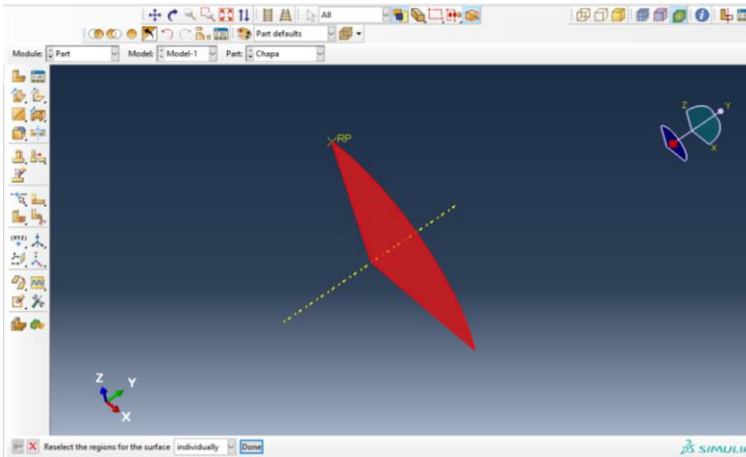 All
Part defaults
Module: Part Model: Model-1 Part: Chapa
Z
Y
X
RP
(XYZ)
Z
Y
X
Reselect the regions for the surface individually Done
SIMULIA